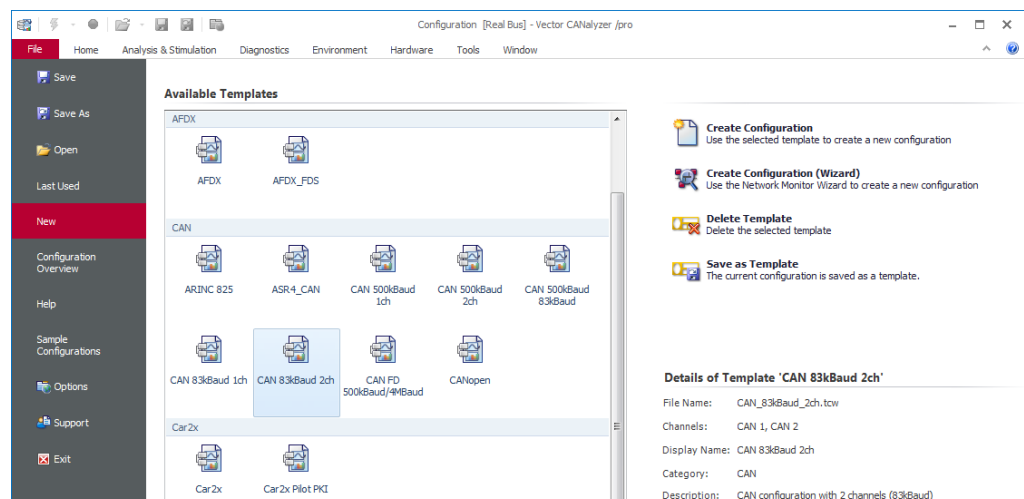 Configuration [Real Bus] - Vector CANalyzer /pro
File Home Analysis & Stimulation Diagnostics Environment Hardware Tools Window
Save
Save As
Open
Last Used
New
Configuration
Overview
Help
Sample
Configurations
Options
Support
Exit
Available Templates
AFDX
AFDX AFDX_FDS
CAN
ARINC 825 ASR4_CAN CAN 500kBaud 1ch CAN 500kBaud 2ch CAN 500kBaud 83kBaud
CAN 83kBaud 1ch CAN 83kBaud 2ch CAN FD 500kBaud/4MBaud CANopen
Car2x
Car2x Car2x Pilot PKI
Create Configuration
Use the selected template to create a new configuration
Create Configuration (Wizard)
Use the Network Monitor Wizard to create a new configuration
Delete Template
Delete the selected template
Save as Template
The current configuration is saved as a template.
Details of Template 'CAN 83kBaud 2ch'
File Name: CAN_83kBaud_2ch.tcw
Channels: CAN 1, CAN 2
Display Name: CAN 83kBaud 2ch
Category: CAN
Description: CAN configuration with 2 channels (83kBaud)